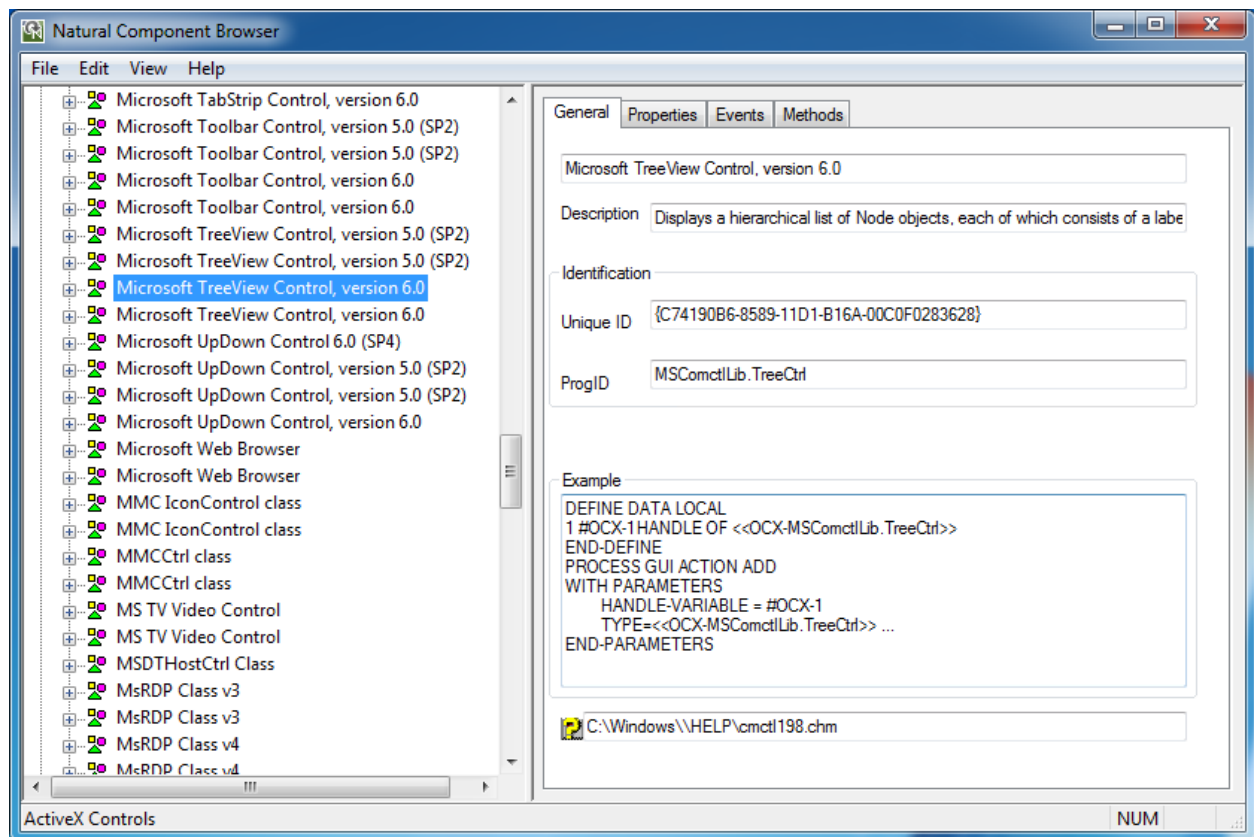 Natural Component Browser
File Edit View Help
Microsoft TabStrip Control, version 6.0
Microsoft Toolbar Control, version 5.0 (SP2)
Microsoft Toolbar Control, version 5.0 (SP2)
Microsoft Toolbar Control, version 6.0
Microsoft Toolbar Control, version 6.0
Microsoft TreeView Control, version 5.0 (SP2)
Microsoft TreeView Control, version 5.0 (SP2)
Microsoft TreeView Control, version 6.0
Microsoft TreeView Control, version 6.0
Microsoft UpDown Control 6.0 (SP4)
Microsoft UpDown Control, version 5.0 (SP2)
Microsoft UpDown Control, version 5.0 (SP2)
Microsoft UpDown Control, version 6.0
Microsoft Web Browser
Microsoft Web Browser
MMC IconControl class
MMC IconControl class
MMCCtrl class
MMCCtrl class
MS TV Video Control
MS TV Video Control
MSDTHostCtrl Class
MsRDP Class v3
MsRDP Class v3
MsRDP Class v4
MsRDP Class v4
General Properties Events Methods
Microsoft TreeView Control, version 6.0
Description Displays a hierarchical list of Node objects, each of which consists of a labe
Identification
Unique ID {C74190B6-8589-11D1-B16A-00C0F0283628}
ProgID MSComctlLib.TreeCtrl
Example
DEFINE DATA LOCAL
1 #OCX-1HANDLE OF <<OCX-MSComctlLib.TreeCtrl>>
END-DEFINE
PROCESS GUI ACTION ADD
WITH PARAMETERS
HANDLE-VARIABLE = #OCX-1
TYPE=<<OCX-MSComctlLib.TreeCtrl>> ...
END-PARAMETERS
C:\Windows\\HELP\cmctl198.chm
ActiveX Controls NUM